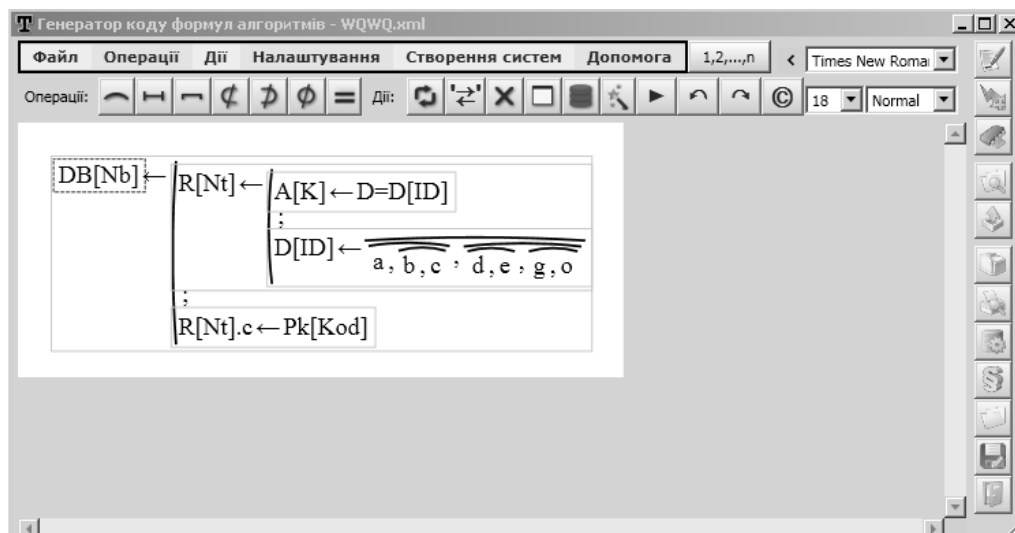 Генератор коду формул алгоритмів - WQWQ.xml
Файл Операції Дії Налаштування Створення систем Допомога 1,2,...,n < Times New Roma
Операції: Дії: © 18 Normal
DB[Nb]← R[Nt]← A[K]←D=D[ID]
;
D[ID]← a, b, c, d, e, g, o
;
R[Nt].c←Pk[Kod]